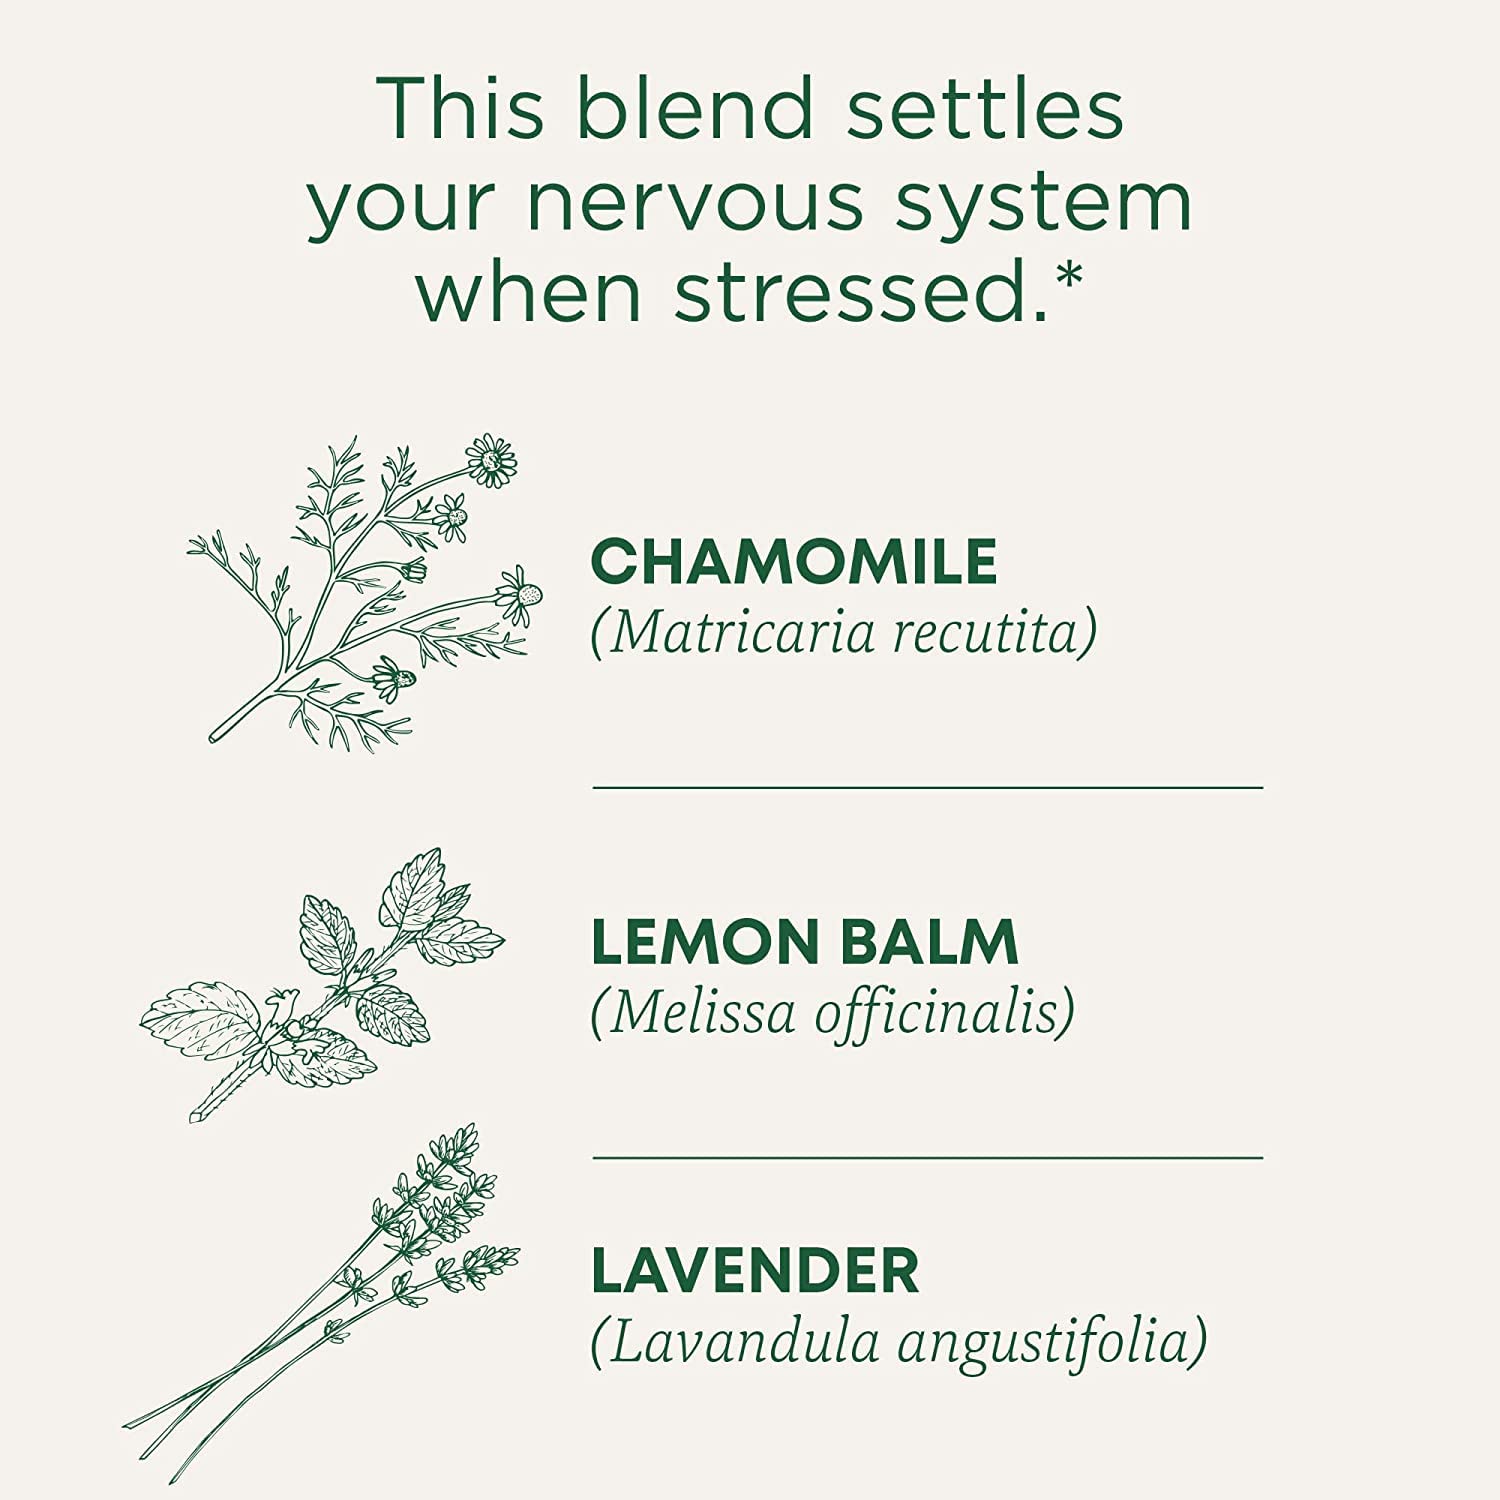 This blend settles
your nervous system
when stressed.*
CHAMOMILE
(Matricaria recutita)
LEMON BALM
(Melissa officinalis)
LAVENDER
(Lavandula angustifolia)